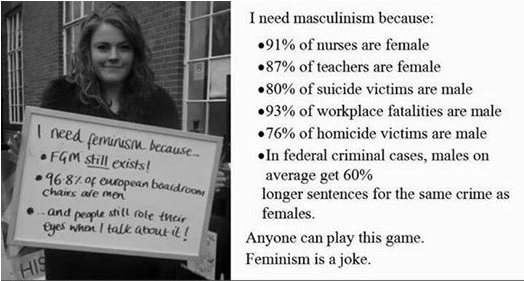 I need feminism because...
• FGM still exists!
• 96.8% of european boardroom
chairs are men
• ...and people still role their
eyes when I talk about it!
HIS
I need masculinism because:
•91% of nurses are female
•87% of teachers are female
•80% of suicide victims are male
•93% of workplace fatalities are male
•76% of homicide victims are male
•In federal criminal cases, males on
average get 60%
longer sentences for the same crime as
females.
Anyone can play this game.
Feminism is a joke.